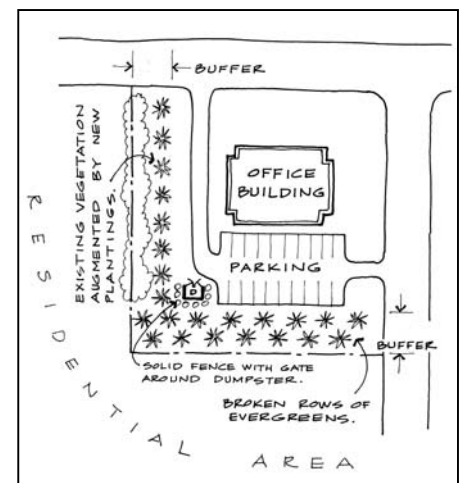 BUFFER
EXISTING VEGETATION
AUGMENTED BY NEW
PLANTINGS.
OFFICE
BUILDING
PARKING
D
BUFFER
SOLID FENCE WITH GATE
AROUND DUMPSTER.
BROKEN ROWS OF
EVERGREENS.
RESIDENTIAL
AREA